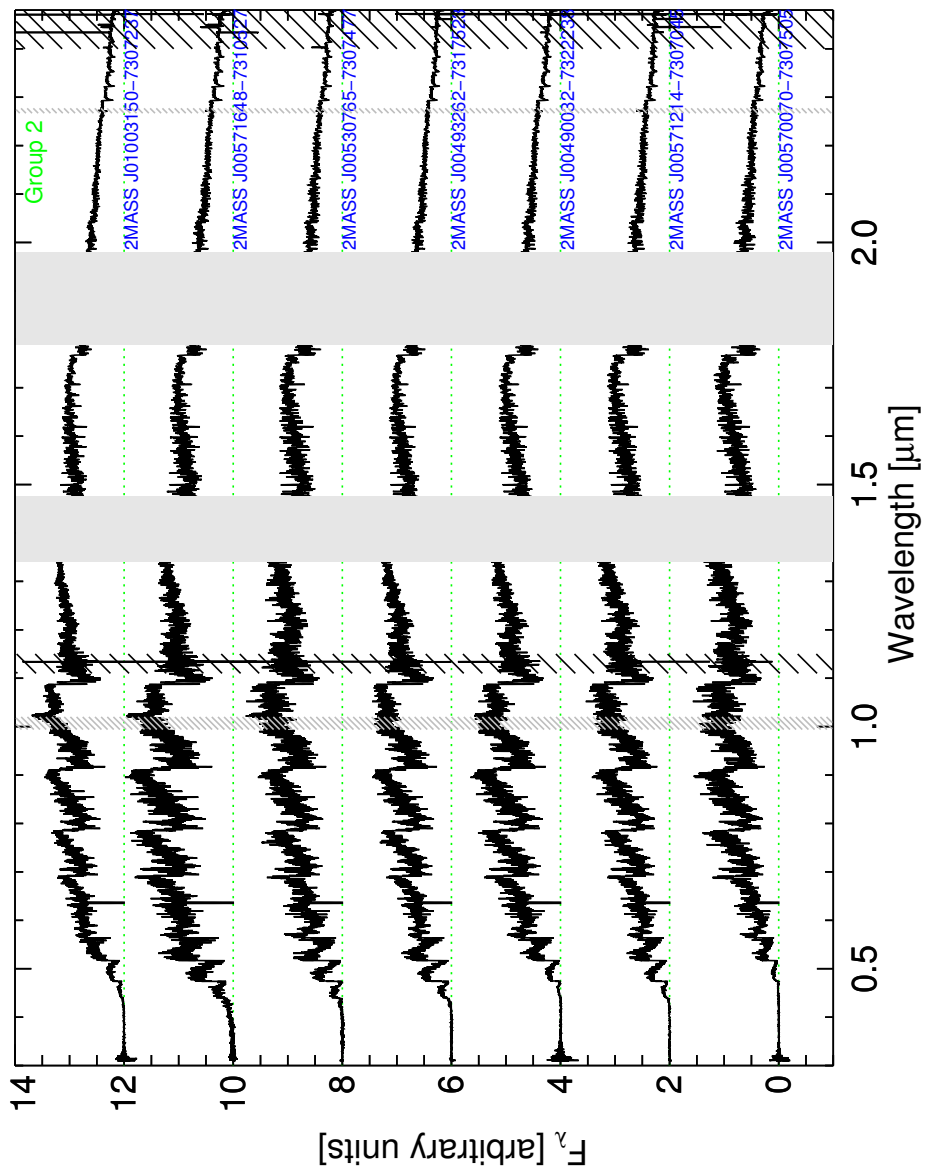 Group 2
2MASS J01003150-7307237
2MASS J00571648-7310527
2MASS J00530765-7307477
2MASS J00493262-7317523
2MASS J00490032-7322238
2MASS J00571214-7307045
2MASS J00570070-7307505
14
12
10
8
6
4
2
0
Fλ [arbitrary units]
0.5
1.0
1.5
2.0
Wavelength [μm]